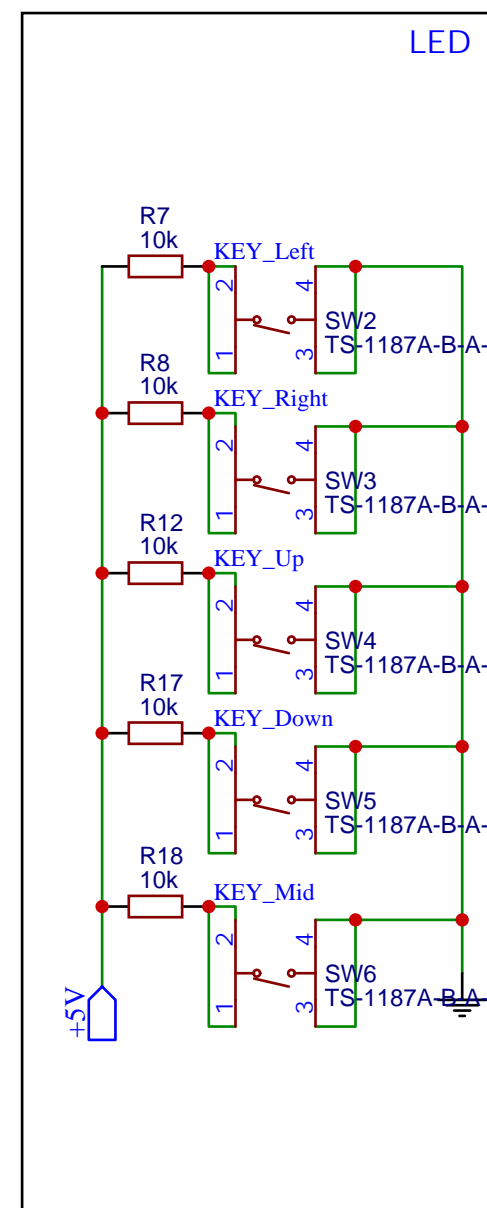 LED
R7
10k
KEY_Left
2
4
1
3
SW2
TS-1187A-B-A-
R8
10k
KEY_Right
2
4
1
3
SW3
TS-1187A-B-A-
R12
10k
KEY_Up
2
4
1
3
SW4
TS-1187A-B-A-
R17
10k
KEY_Down
2
4
1
3
SW5
TS-1187A-B-A-
R18
10k
KEY_Mid
2
4
1
3
SW6
TS-1187A-B-A-
+5V